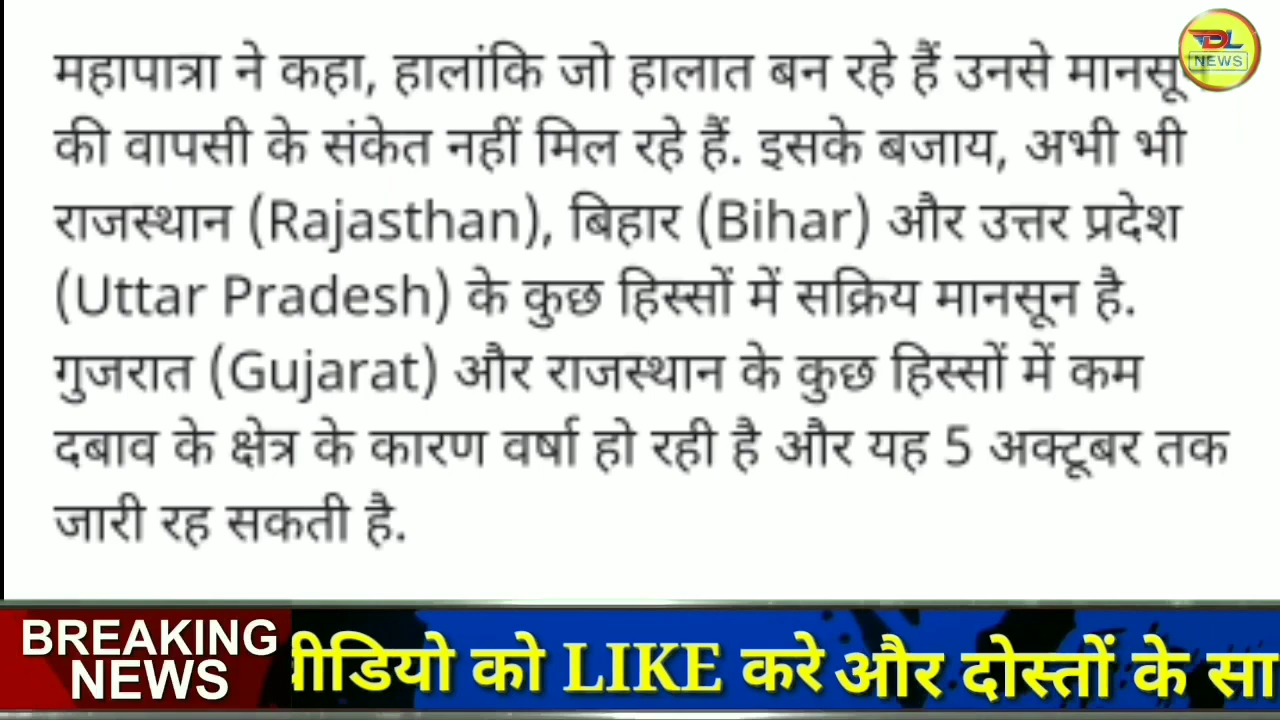 महापात्रा ने कहा, हालांकि जो हालात बन रहे हैं उनसे मानसू
की वापसी के संकेत नहीं मिल रहे हैं. इसके बजाय, अभी भी
राजस्थान (Rajasthan), बिहार (Bihar) और उत्तर प्रदेश
(Uttar Pradesh) के कुछ हिस्सों में सक्रिय मानसून है.
गुजरात (Gujarat) और राजस्थान के कुछ हिस्सों में कम
दबाव के क्षेत्र के कारण वर्षा हो रही है और यह 5 अक्टूबर तक
जारी रह सकती है.
DL
NEWS
BREAKING
NEWS
ीडियो को LIKE करे और दोस्तों के सा